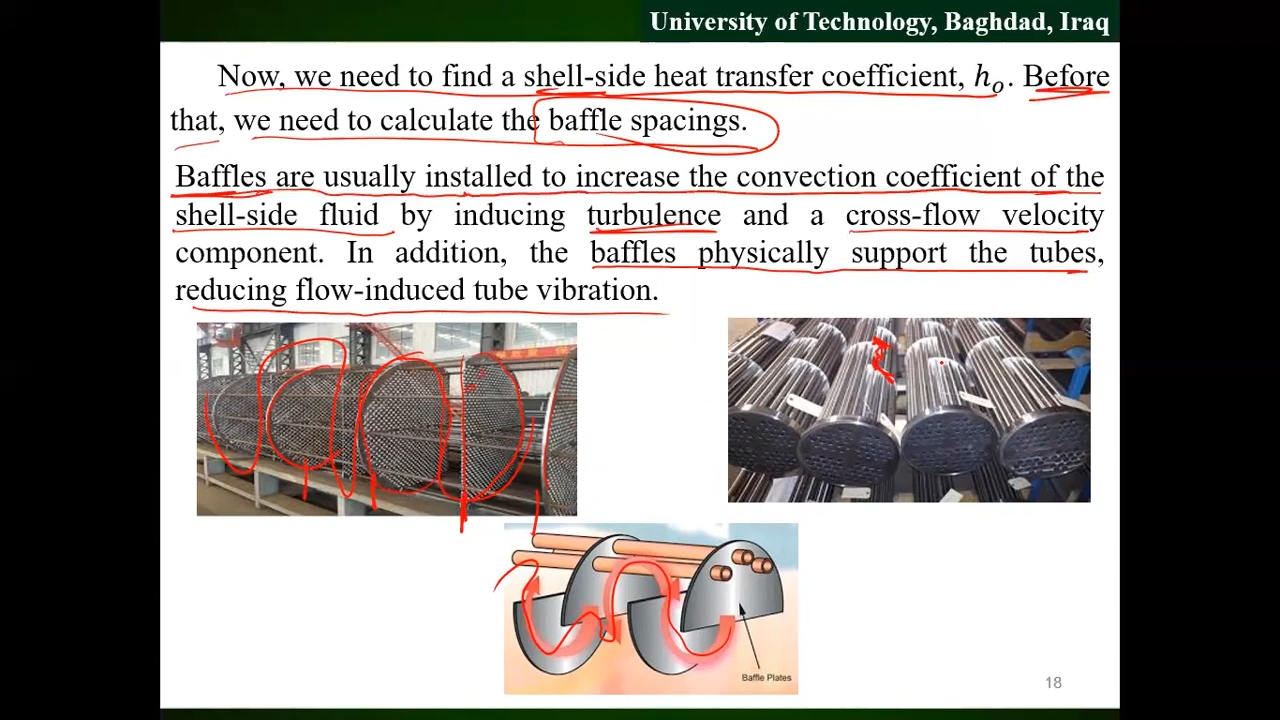 University of Technology, Baghdad, Iraq
Now, we need to find a shell-side heat transfer coefficient, hₒ. Before
that, we need to calculate the baffle spacings.
Baffles are usually installed to increase the convection coefficient of the
shell-side fluid by inducing turbulence and a cross-flow velocity
component. In addition, the baffles physically support the tubes,
reducing flow-induced tube vibration.
Baffle Plates
18